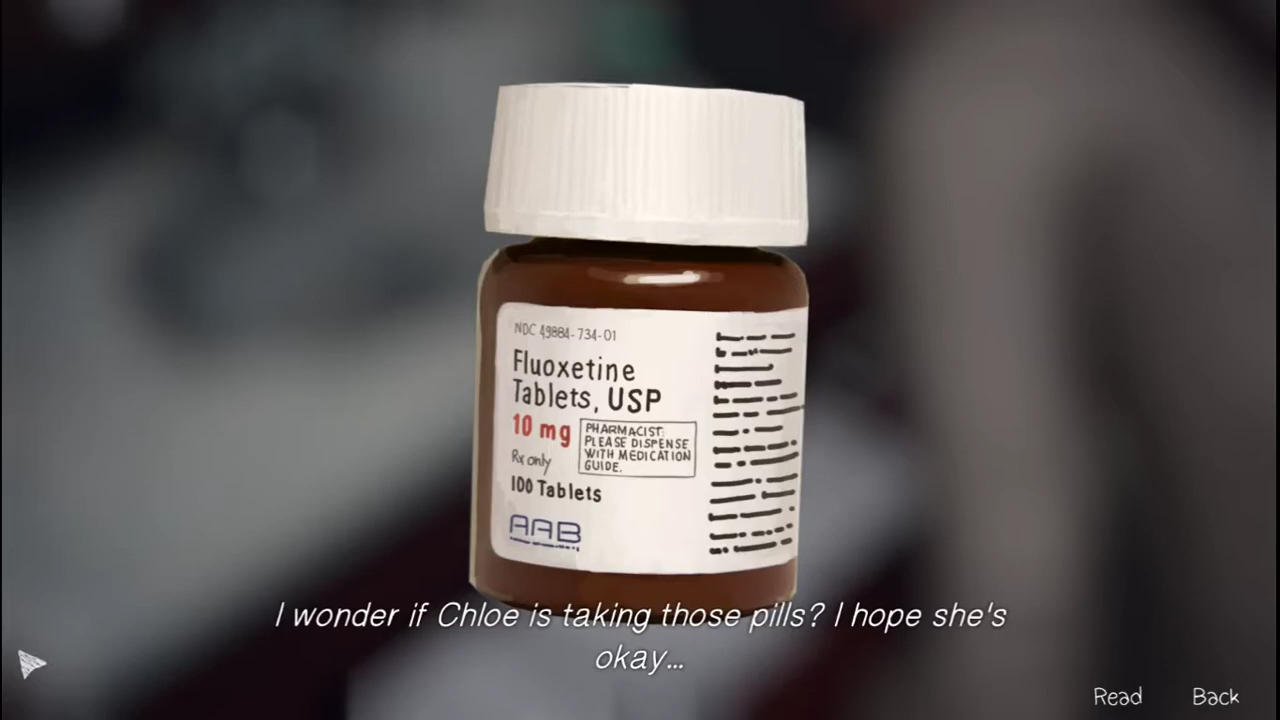 NDC 49884-734-01
Fluoxetine
Tablets, USP
10 mg
PHARMACIST:
PLEASE DISPENSE
WITH MEDICATION
GUIDE.
Rx only
100 Tablets
AAB
I wonder if Chloe is taking those pills? I hope she's
okay...
Read
Back